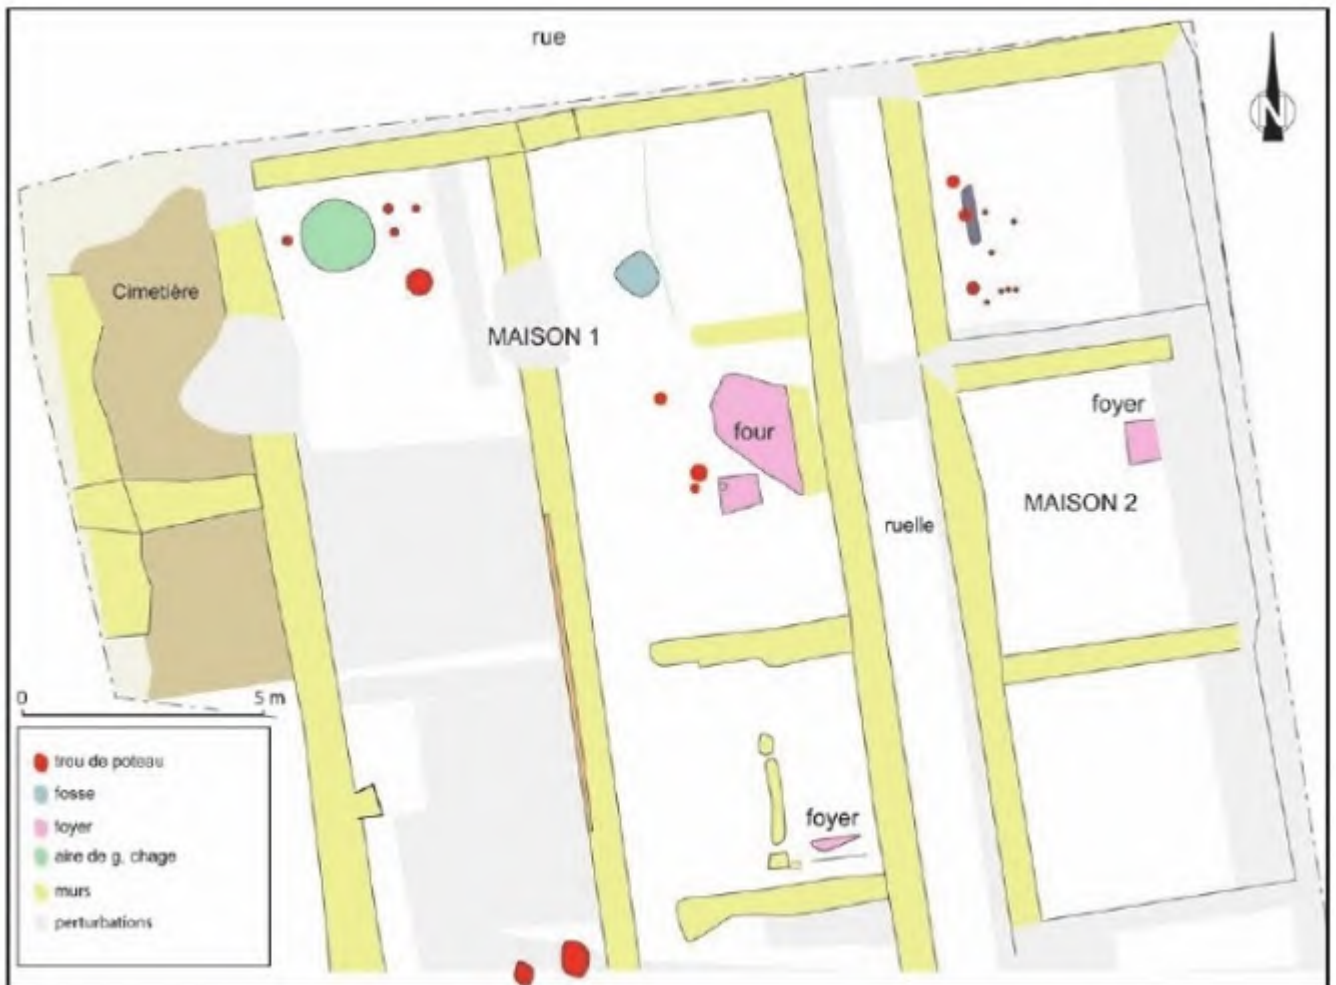 rue
N
Cimetière
MAISON 1
foyer
four
MAISON 2
ruelle
0 5 m
foyer
trou de poteau
fosse
foyer
aire de g, chage
murs
perturbations